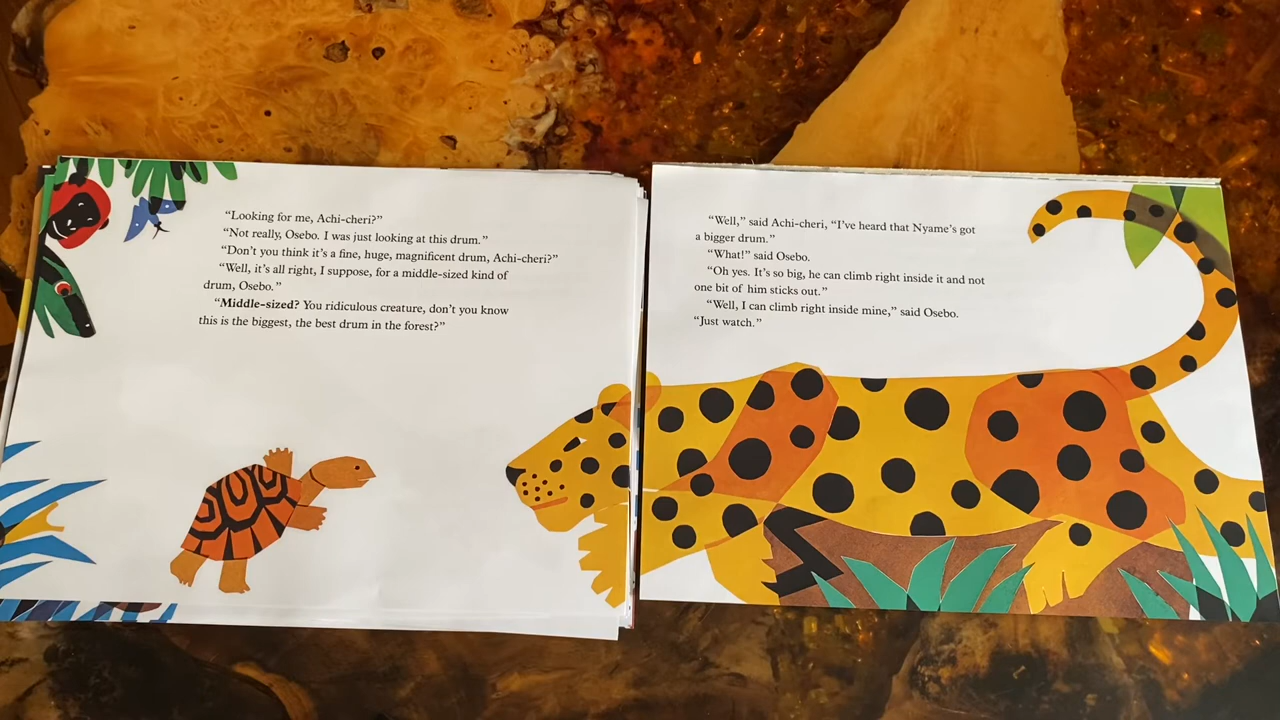 “Looking for me, Achi-cheri?”
“Not really, Osebo. I was just looking at this drum.”
“Don’t you think it’s a fine, huge, magnificent drum, Achi-cheri?”
“Well, it’s all right, I suppose, for a middle-sized kind of
drum, Osebo.”
“Middle-sized? You ridiculous creature, don’t you know
this is the biggest, the best drum in the forest?”
“Well,” said Achi-cheri, “I’ve heard that Nyame’s got
a bigger drum.”
“What!” said Osebo.
“Oh yes. It’s so big, he can climb right inside it and not
one bit of him sticks out.”
“Well, I can climb right inside mine,” said Osebo.
“Just watch.”